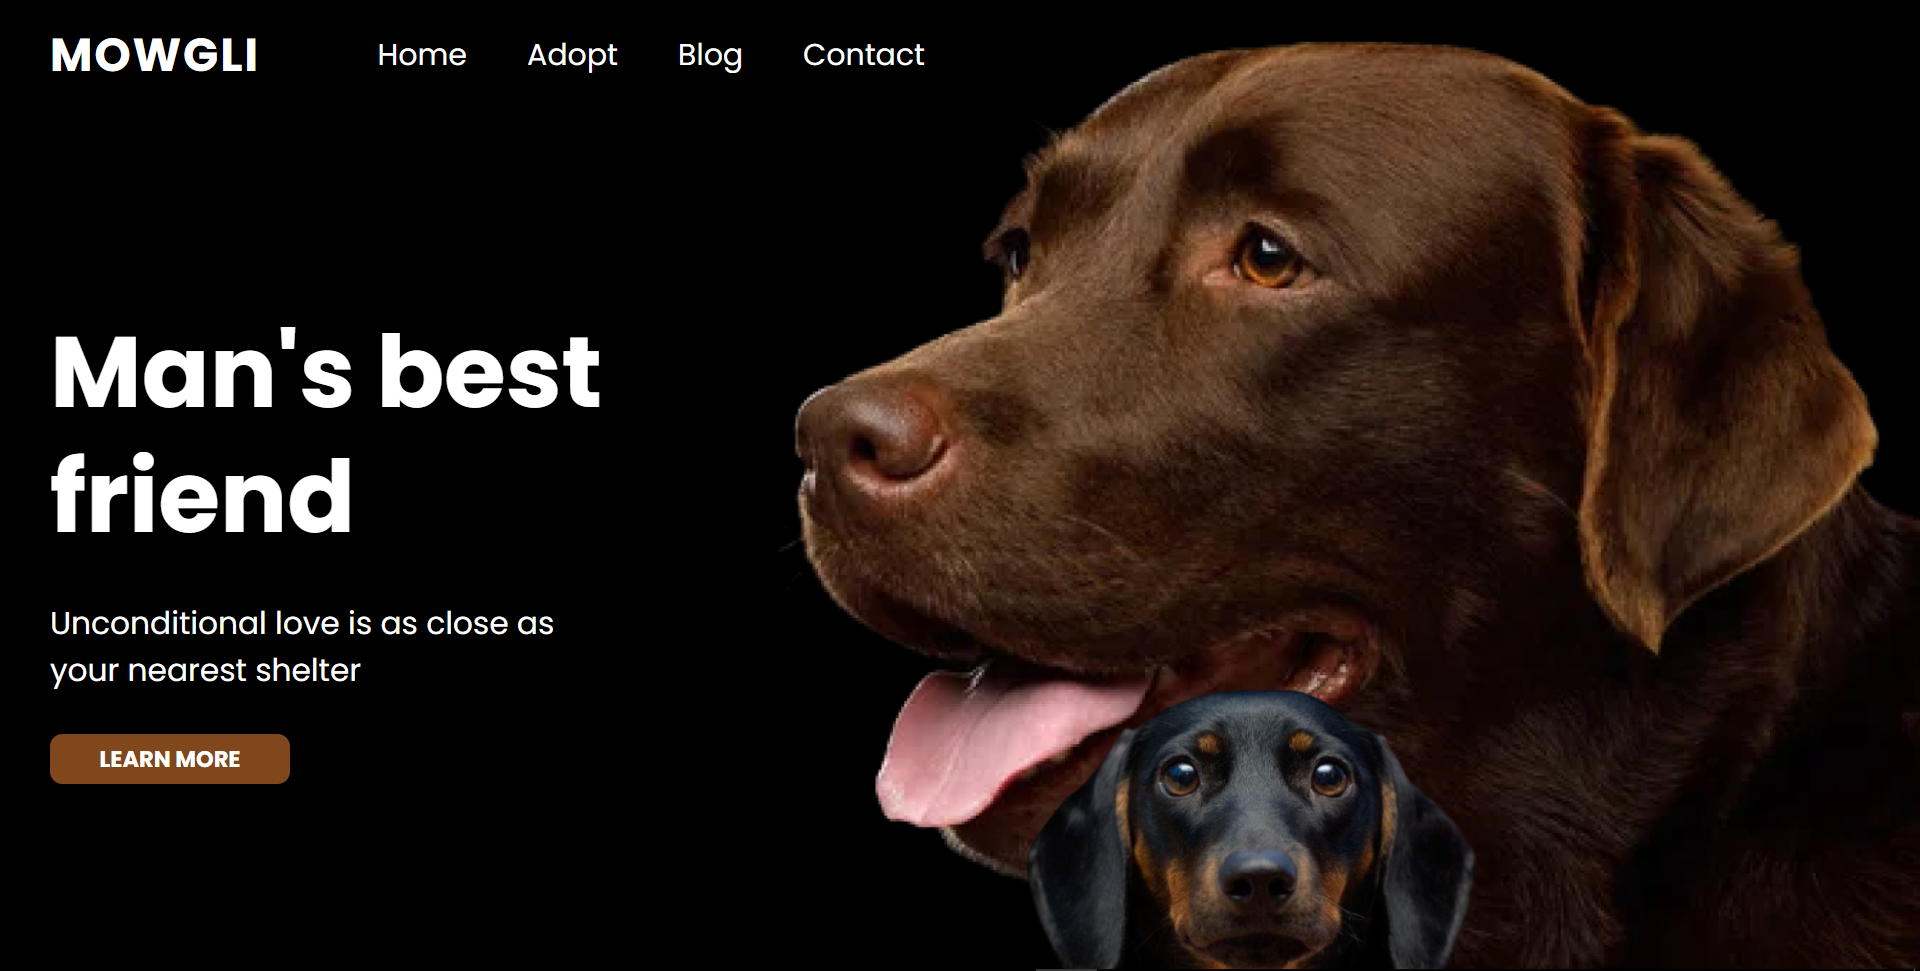 MOWGLI
Home Adopt Blog Contact
Man's best
friend
Unconditional love is as close as
your nearest shelter
LEARN MORE